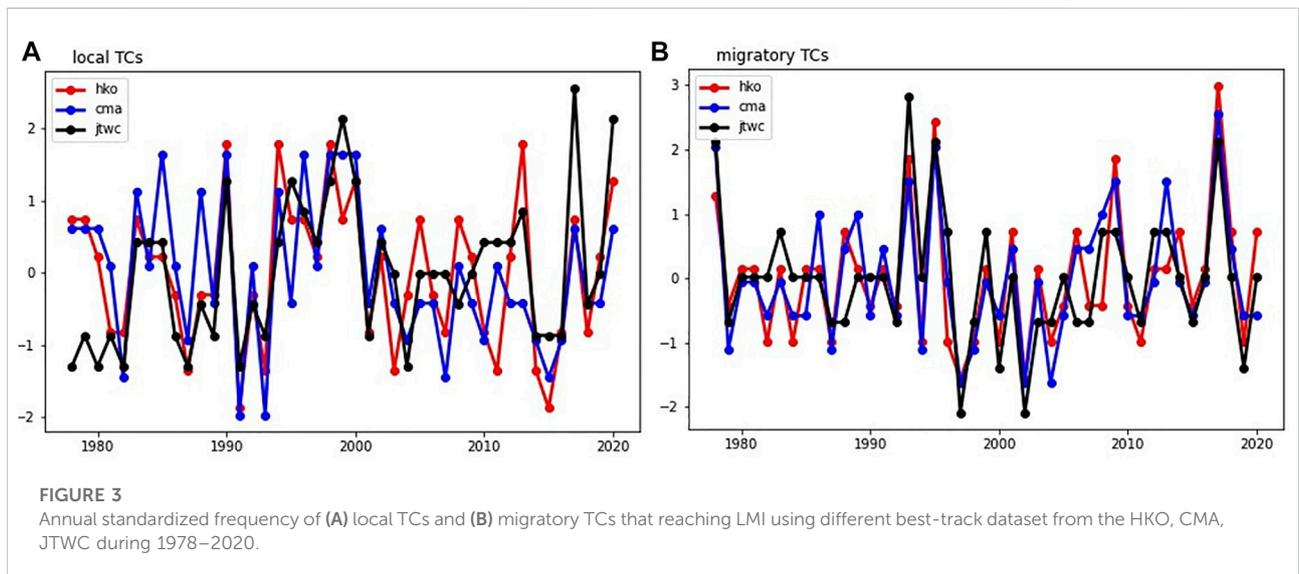 A
local TCs
hko
cma
jtwc
2
1
0
−1
−2
1980
1990
2000
2010
2020
B
migratory TCs
hko
cma
jtwc
3
2
1
0
−1
−2
1980
1990
2000
2010
2020
FIGURE 3
Annual standardized frequency of (A) local TCs and (B) migratory TCs that reaching LMI using different best-track dataset from the HKO, CMA,
JTWC during 1978–2020.